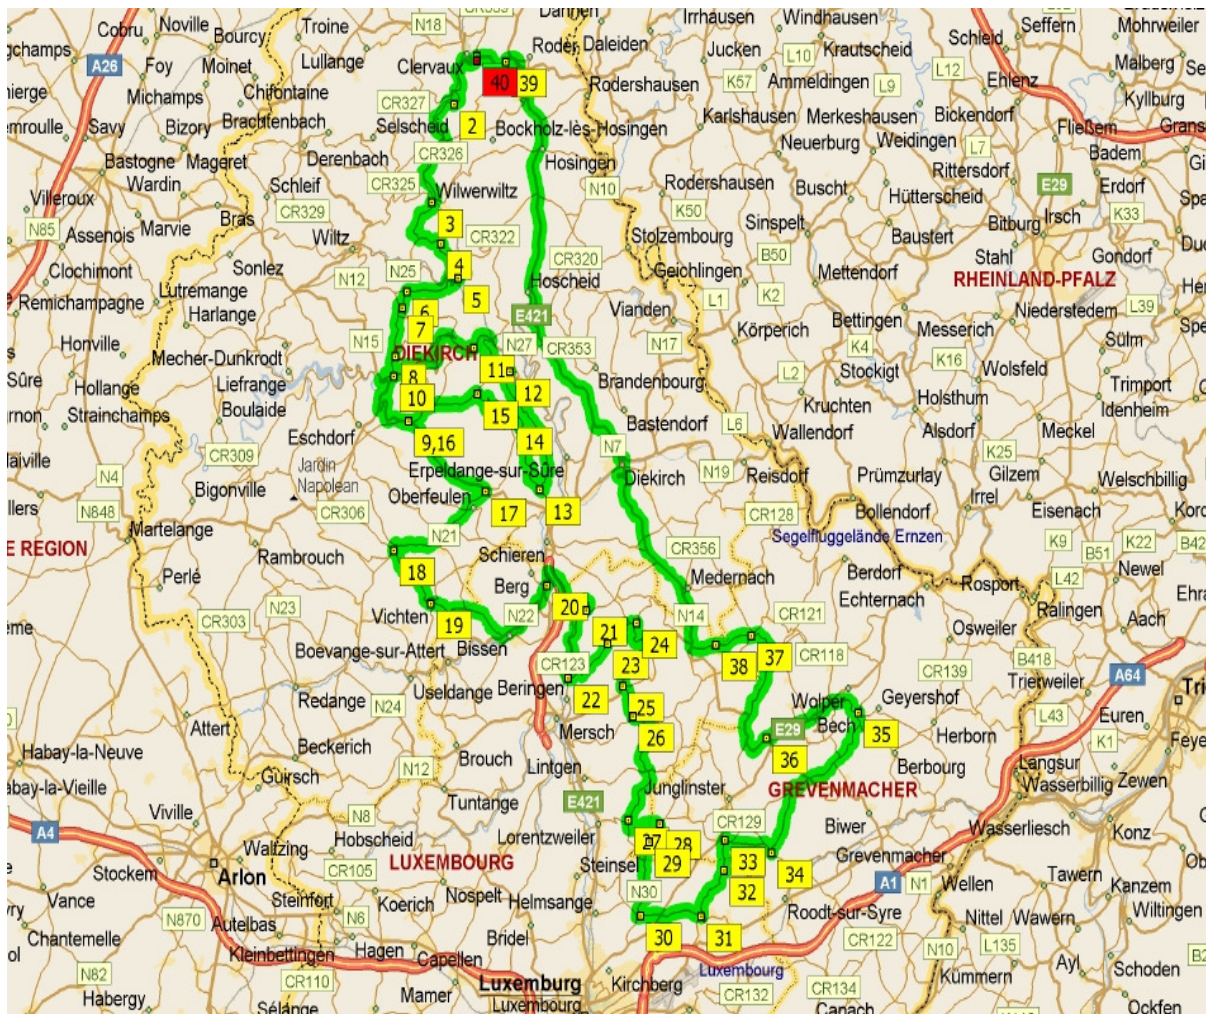 Cobru
Noville
Bourcy
Troine
N18
Dahnen
Irrhausen
Windhausen
Seffern
Mohrweiler
A26
Foy
Moinet
Lullange
Clervaux
Roder
Daleiden
Jucken
L10
Krautscheid
Schleid
Malberg
Michamps
Chifontaine
40
39
Rodershausen
K57
Ammeldingen
L9
L12
Ehlenz
Kyllburg
Savy
Bizory
Brachtenbach
CR327
Selscheid
2
Bockholz-lès-Hosingen
Karlshausen
Merkeshausen
Bickendorf
Fließem
Bastogne
Mageret
Derenbach
CR326
Hosingen
Neuerburg
Weidingen
L7
Badem
Wardin
Schleif
CR325
Wilwerwiltz
N10
Rodershausen
Buscht
Rittersdorf
E29
Erdorf
Villeroux
Bras
CR329
K50
Sinspelt
Hütterscheid
Bitburg
Irsch
K33
N85
Assenois
Marvie
Wiltz
3
CR322
Stolzembourg
Baustert
Stahl
Gondorf
Clochimont
Sonlez
N12
N25
4
CR320
Geichlingen
B50
Mettendorf
RHEINLAND-PFALZ
Remichampagne
Lutremange
5
Hoscheid
L1
K2
L39
Harlange
6
E421
Vianden
Bettingen
Messerich
Niederstedem
Honville
N15
7
N27
CR353
N17
Körperich
K4
K16
Sülm
Mecher-Dunkrodt
DIEKIRCH
Wolsfeld
Sûre
Hollange
Liefrange
8
11
12
Brandenbourg
L2
Stockigt
Trimport
Strainchamps
Boulaide
10
15
Kruchten
Holsthum
Idenheim
Eschdorf
9,16
14
Bastendorf
L6
Wallendorf
Alsdorf
Meckel
CR309
Jardin
Napolean
Erpeldange-sur-Sûre
N7
K25
N4
Bigonville
Oberfeulen
Diekirch
N19
Reisdorf
Prümzurlay
Gilzem
Welschbillig
N848
CR306
17
13
CR128
Bollendorf
Irrel
Eisenach
Martelange
N21
Segelfluggelände Ernzen
E REGION
Rambrouch
Schieren
CR356
K9
B51
K22
Perlé
18
Berg
Medernach
Berdorf
Rosport
L42
Newel
N23
Vichten
N22
20
N14
CR121
Echternach
Ralingen
Aach
CR303
19
21
24
37
Osweiler
Boevange-sur-Attert
Bissen
CR123
23
38
CR118
CR139
B418
Trierweiler
A64
Redange
Useldange
Beringen
22
Wolper
Geyershof
N24
25
Bech
L43
Euren
Attert
Mersch
26
E29
35
Herborn
K1
Habay-la-Neuve
Beckerich
Brouch
36
Berbourg
Langsur
N12
Lintgen
Junglinster
Wasserbillig
Zewen
Guirsch
Tuntange
E421
GREVENMACHER
Viville
N8
Lorentzweiler
CR129
Biwer
Wasserliesch
Konz
A4
Waltzing
Hobscheid
27
28
Stockem
LUXEMBOURG
Steinsel
29
33
34
Grevenmacher
Arlon
CR105
32
A1
N1
Wellen
Tawern
Kanzem
Vance
Steinfort
Nospelt
Helmsange
N30
Wiltingen
N870
Autelbas
N6
Koerich
Roodt-sur-Syre
Nittel
Wawern
Chantemelle
Hagen
Bridel
30
31
CR122
N10
L135
Kleinbettingen
Capellen
Luxembourg
Ayl
Schoden
N82
Luxemburg
Kirchberg
Kummern
Habergy
CR110
Mamer
Luxembourg
CR132
CR134
Ockfen
Sélange
Canach